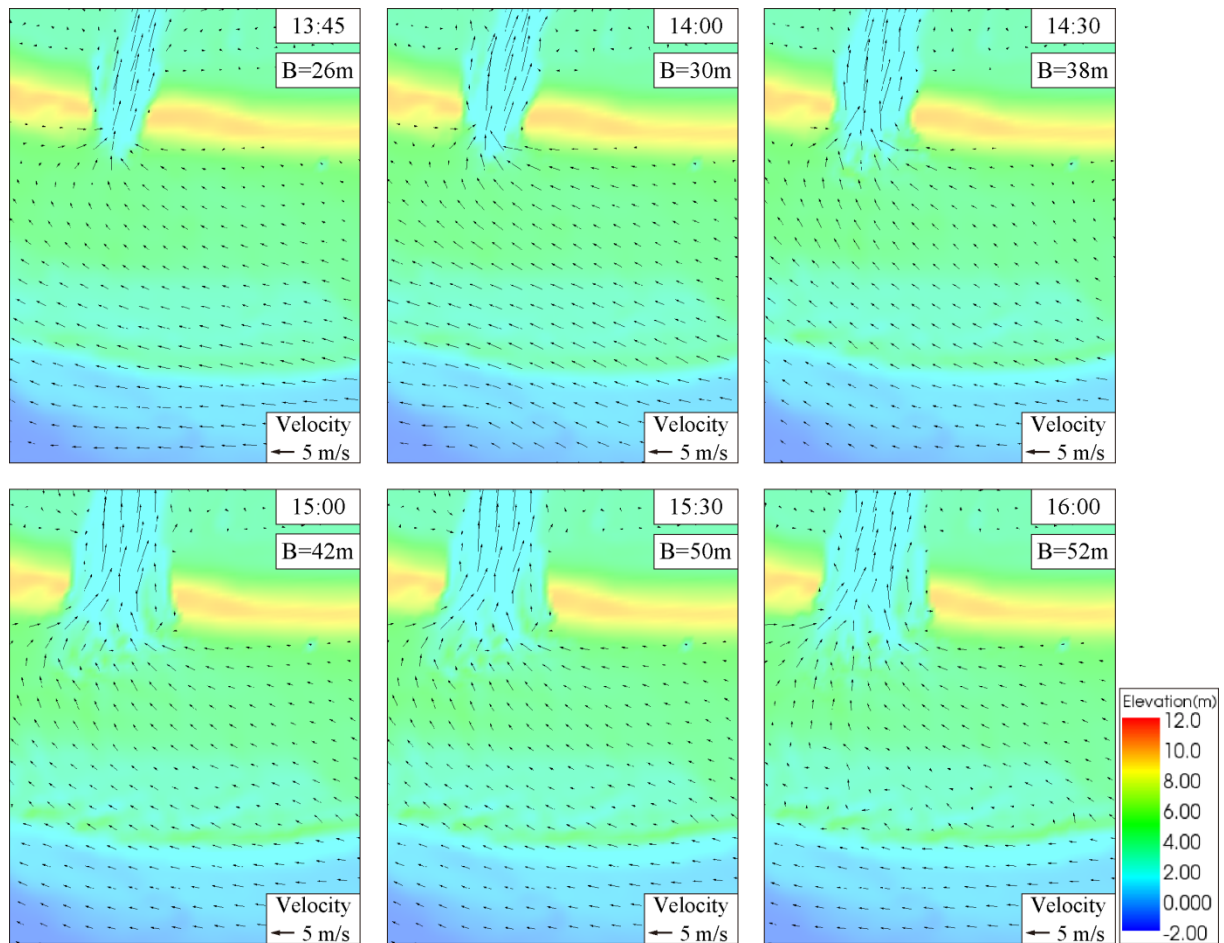 13:45
B=26m
Velocity
5 m/s
14:00
B=30m
Velocity
5 m/s
14:30
B=38m
Velocity
5 m/s
15:00
B=42m
Velocity
5 m/s
15:30
B=50m
Velocity
5 m/s
16:00
B=52m
Velocity
5 m/s
Elevation(m)
12.0
10.0
8.00
6.00
4.00
2.00
0.000
-2.00